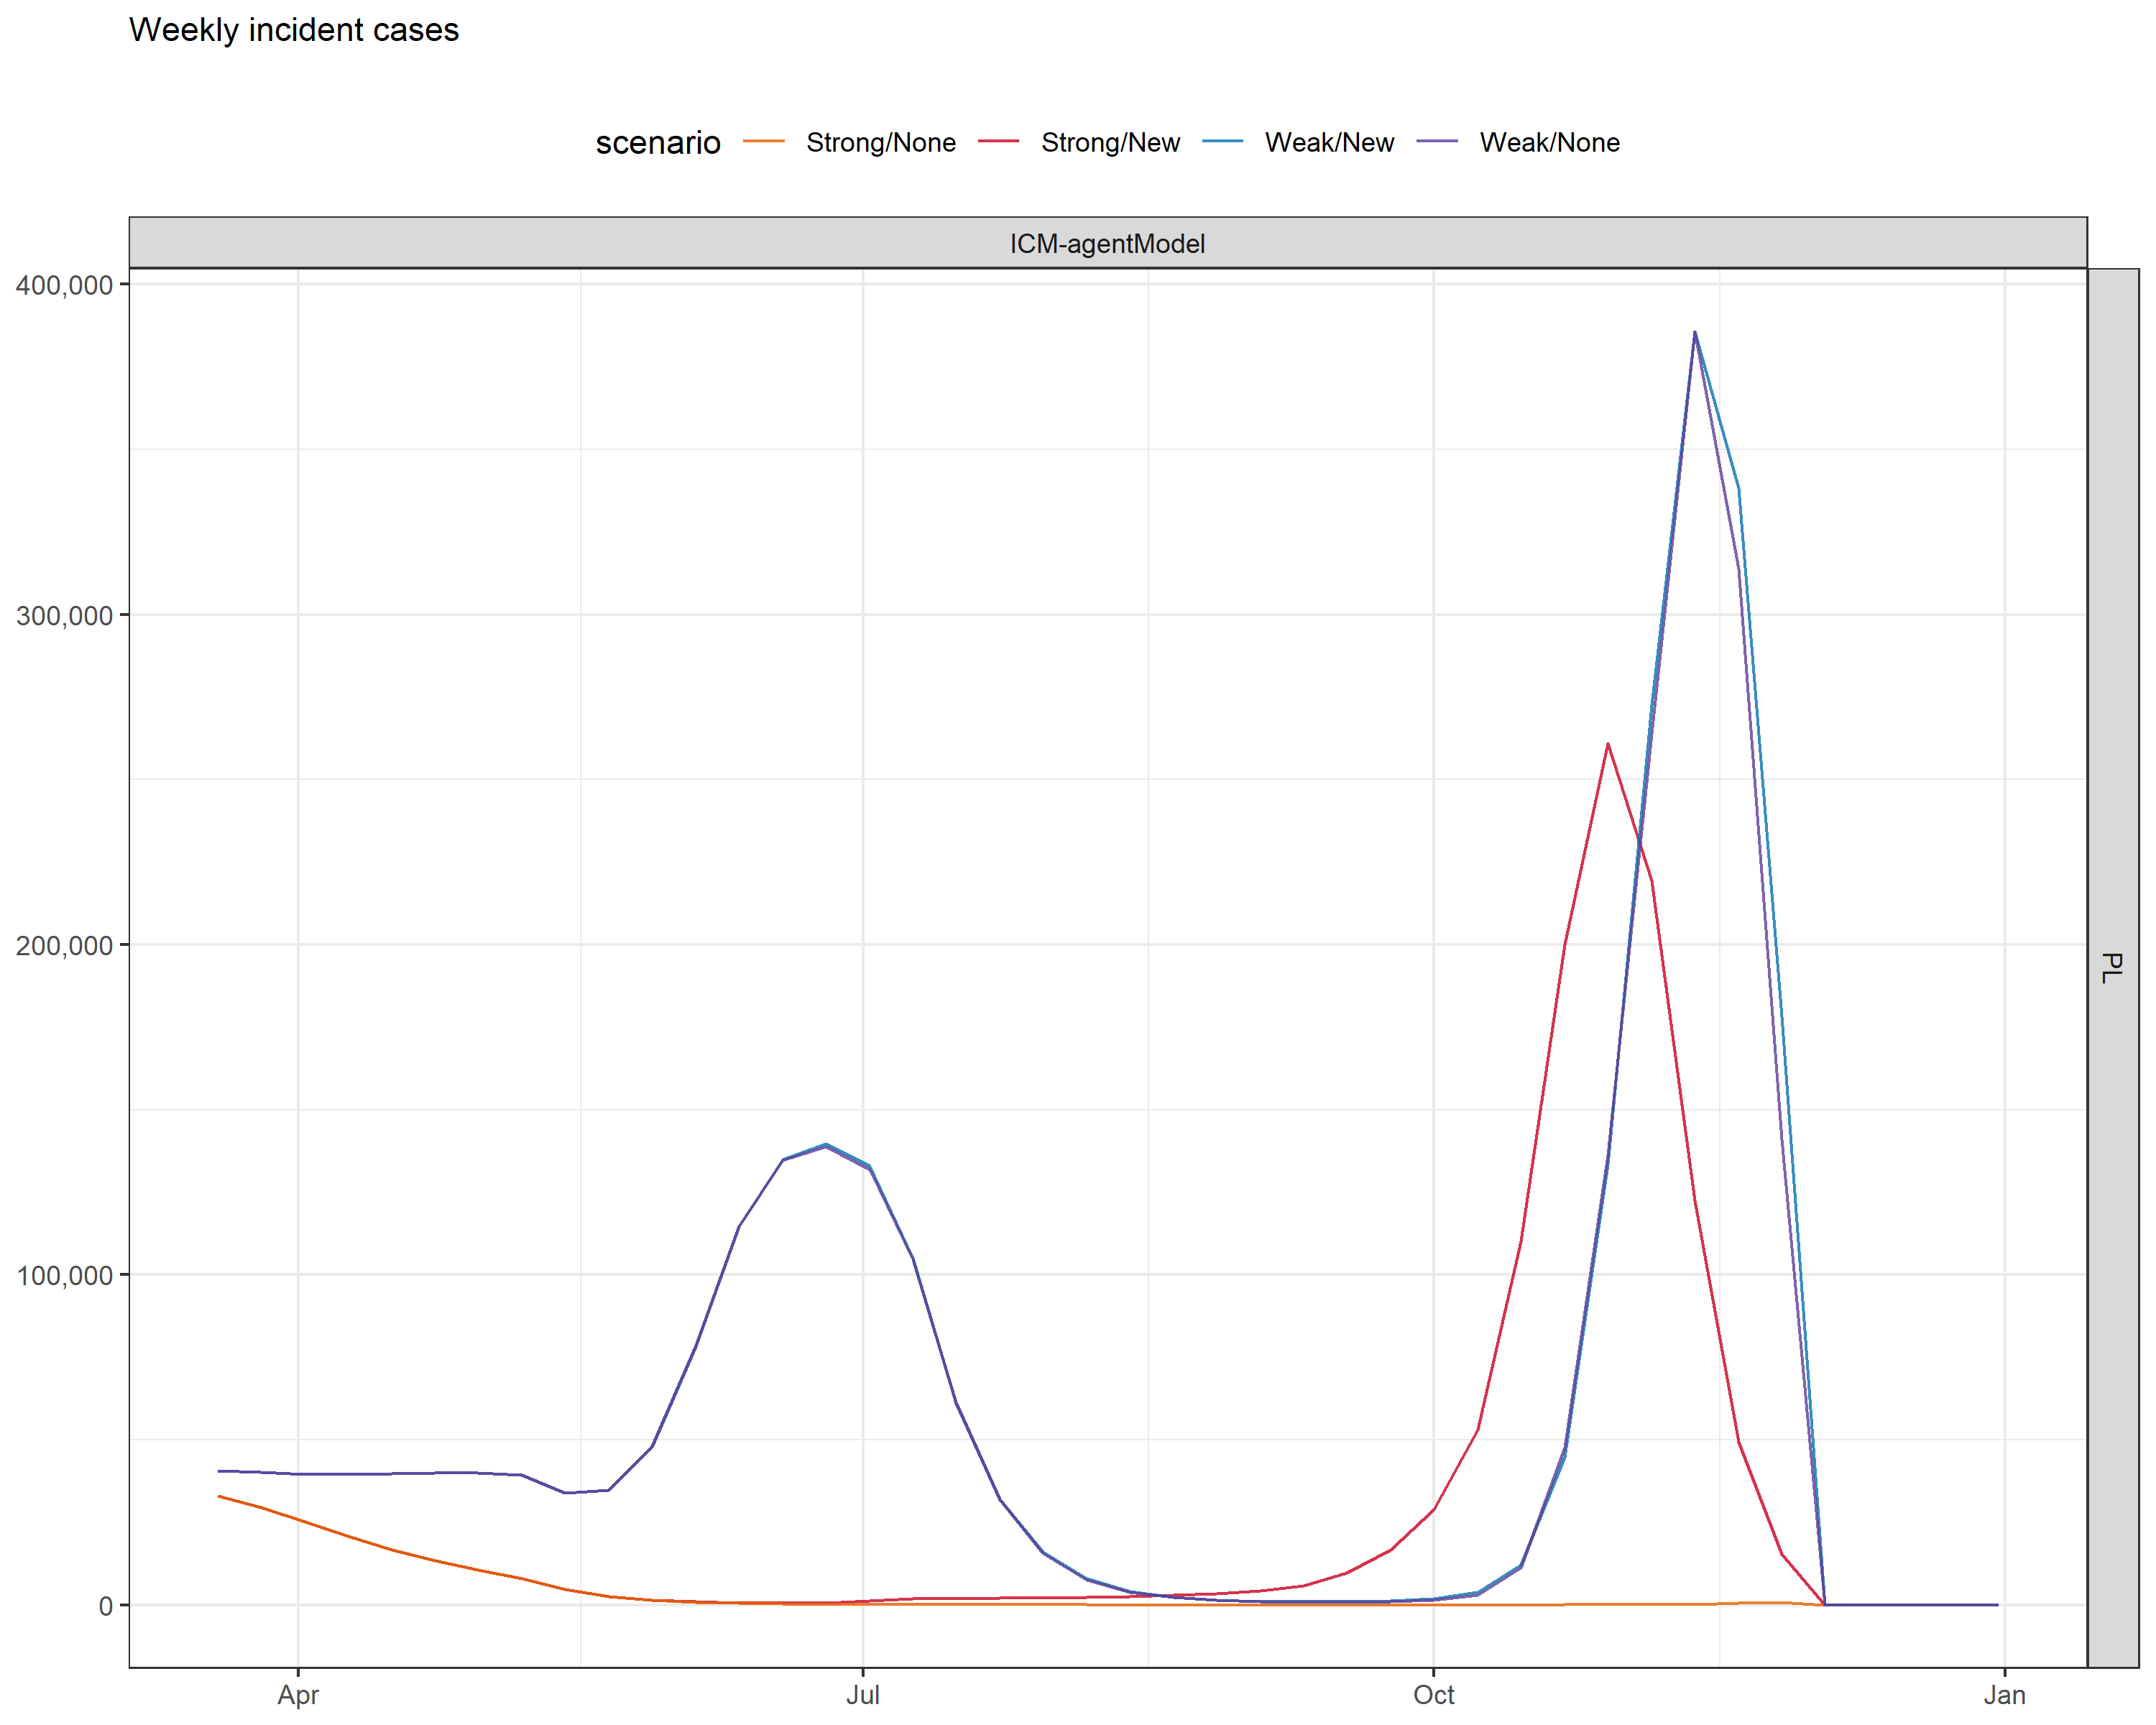 Weekly incident cases
scenario Strong/None Strong/New Weak/New Weak/None
ICM-agentModel
400,000
300,000
200,000
100,000
0
PL
Apr Jul Oct Jan